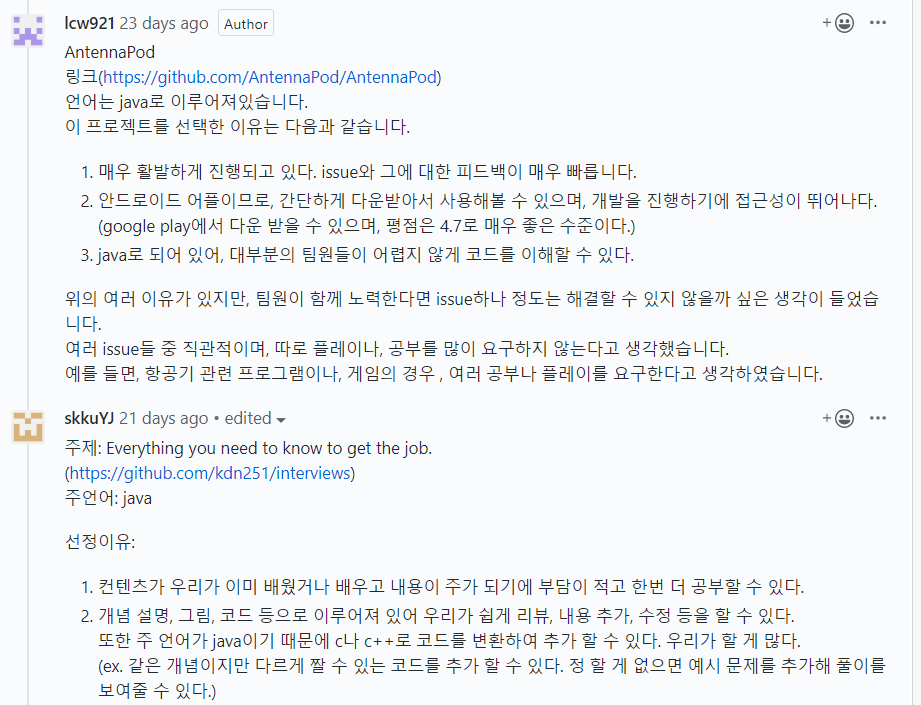 lcw921 23 days ago Author
AntennaPod
링크(https://github.com/AntennaPod/AntennaPod)
언어는 java로 이루어져있습니다.
이 프로젝트를 선택한 이유는 다음과 같습니다.
1. 매우 활발하게 진행되고 있다. issue와 그에 대한 피드백이 매우 빠릅니다.
2. 안드로이드 어플이므로, 간단하게 다운받아서 사용해볼 수 있으며, 개발을 진행하기에 접근성이 뛰어나다.
(google play에서 다운 받을 수 있으며, 평점은 4.7로 매우 좋은 수준이다.)
3. java로 되어 있어, 대부분의 팀원들이 어렵지 않게 코드를 이해할 수 있다.
위의 여러 이유가 있지만, 팀원이 함께 노력한다면 issue하나 정도는 해결할 수 있지 않을까 싶은 생각이 들었습
니다.
여러 issue들 중 직관적이며, 따로 플레이나, 공부를 많이 요구하지 않는다고 생각했습니다.
예를 들면, 항공기 관련 프로그램이나, 게임의 경우 , 여러 공부나 플레이를 요구한다고 생각하였습니다.
skkuYJ 21 days ago • edited
주제: Everything you need to know to get the job.
(https://github.com/kdn251/interviews)
주언어: java
선정이유:
1. 컨텐츠가 우리가 이미 배웠거나 배우고 내용이 주가 되기에 부담이 적고 한번 더 공부할 수 있다.
2. 개념 설명, 그림, 코드 등으로 이루어져 있어 우리가 쉽게 리뷰, 내용 추가, 수정 등을 할 수 있다.
또한 주 언어가 java이기 때문에 c나 c++로 코드를 변환하여 추가 할 수 있다. 우리가 할 게 많다.
(ex. 같은 개념이지만 다르게 짤 수 있는 코드를 추가 할 수 있다. 정 할 게 없으면 예시 문제를 추가해 풀이를
보여줄 수 있다.)